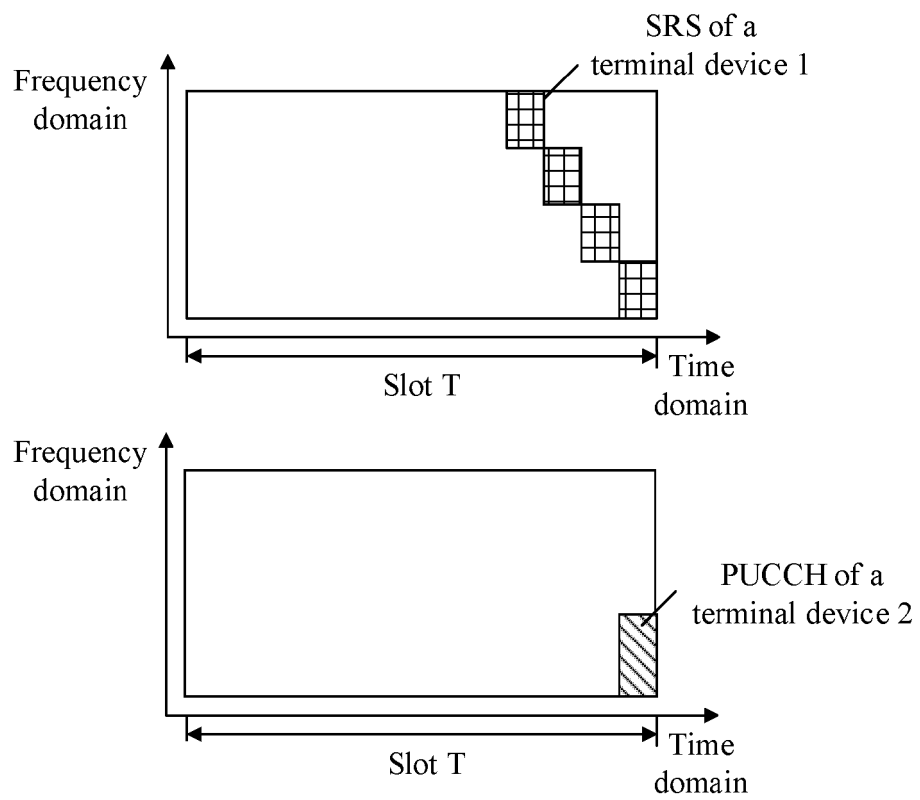 SRS of a
terminal device 1
Frequency
domain
Slot T
Time
domain
Frequency
domain
PUCCH of a
terminal device 2
Slot T
Time
domain